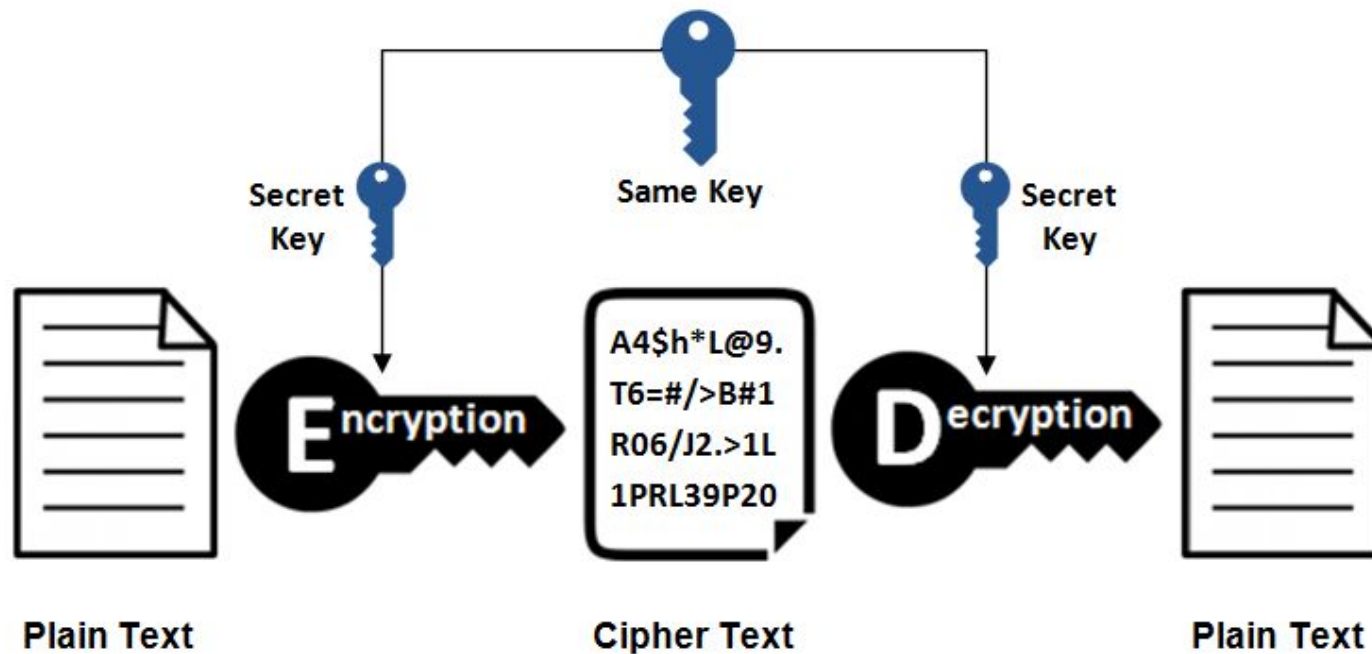 Same Key
Secret
Key
Secret
Key
Encryption
A4$h*L@9.
T6=#/>B#1
R06/J2.>1L
1PRL39P20
Decryption
Plain Text
Cipher Text
Plain Text